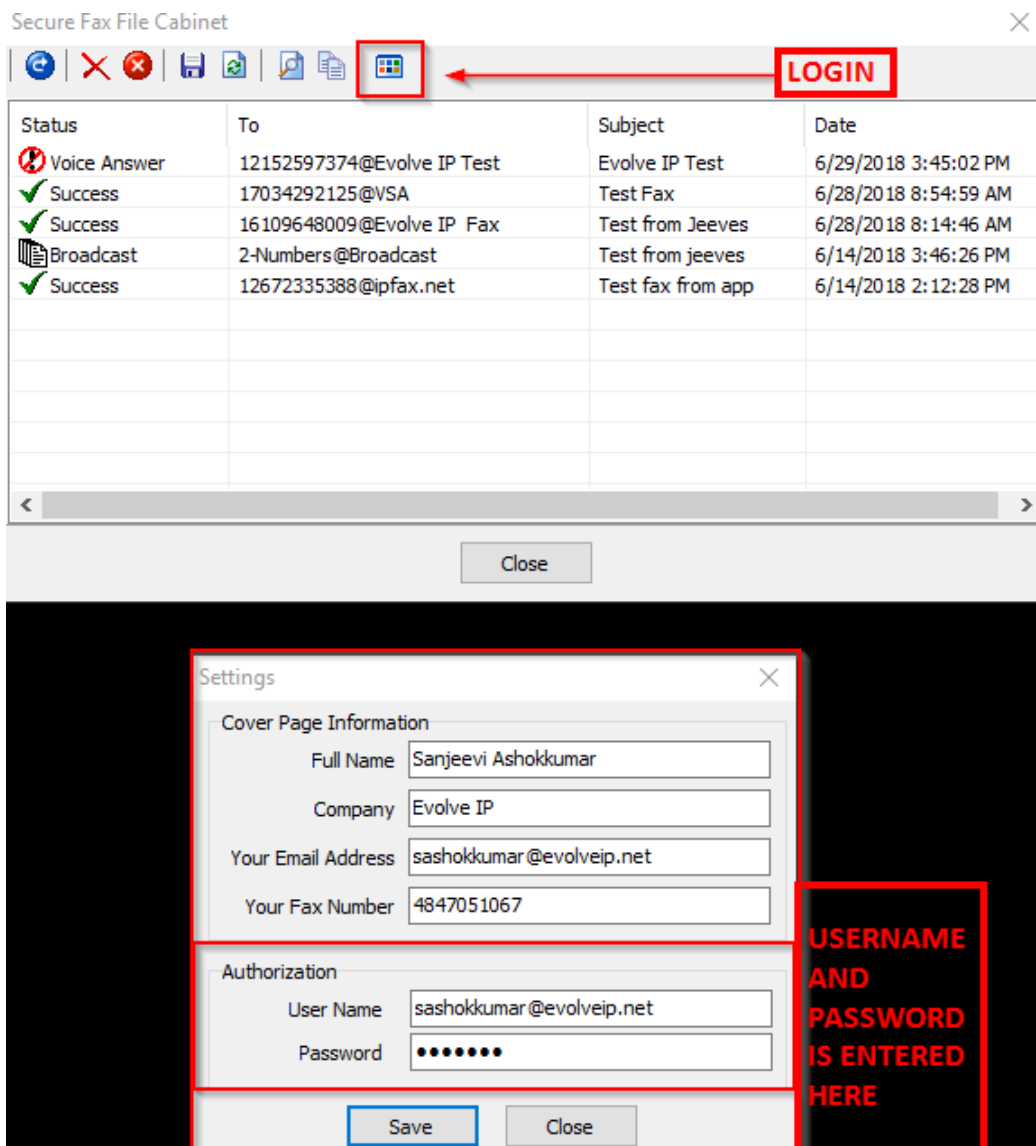 Secure Fax File Cabinet
LOGIN
Status To Subject Date
Voice Answer 12152597374@Evolve IP Test Evolve IP Test 6/29/2018 3:45:02 PM
Success 17034292125@VSA Test Fax 6/28/2018 8:54:59 AM
Success 16109648009@Evolve IP Fax Test from Jeeves 6/28/2018 8:14:46 AM
Broadcast 2-Numbers@Broadcast Test from jeeves 6/14/2018 3:46:26 PM
Success 12672335388@ipfax.net Test fax from app 6/14/2018 2:12:28 PM
Close
Settings
Cover Page Information
Full Name Sanjeevi Ashokkumar
Company Evolve IP
Your Email Address sashokkumar@evolveip.net
Your Fax Number 4847051067
Authorization
User Name sashokkumar@evolveip.net
Password •••••••
Save Close
USERNAME
AND
PASSWORD
IS ENTERED
HERE